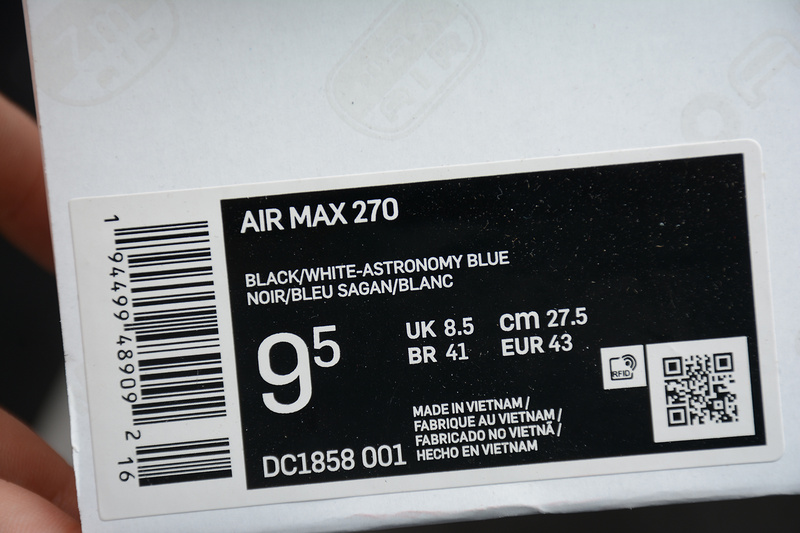 AIR MAX 270
BLACK/WHITE-ASTRONOMY BLUE
NOIR/BLEU SAGAN/BLANC
9 5
UK 8.5 cm 27.5
BR 41 EUR 43
RFID
MADE IN VIETNAM /
FABRIQUE AU VIETNAM /
FABRICADO NO VIETNÃ /
HECHO EN VIETNAM
DC1858 001
1 94499 48909 2 16